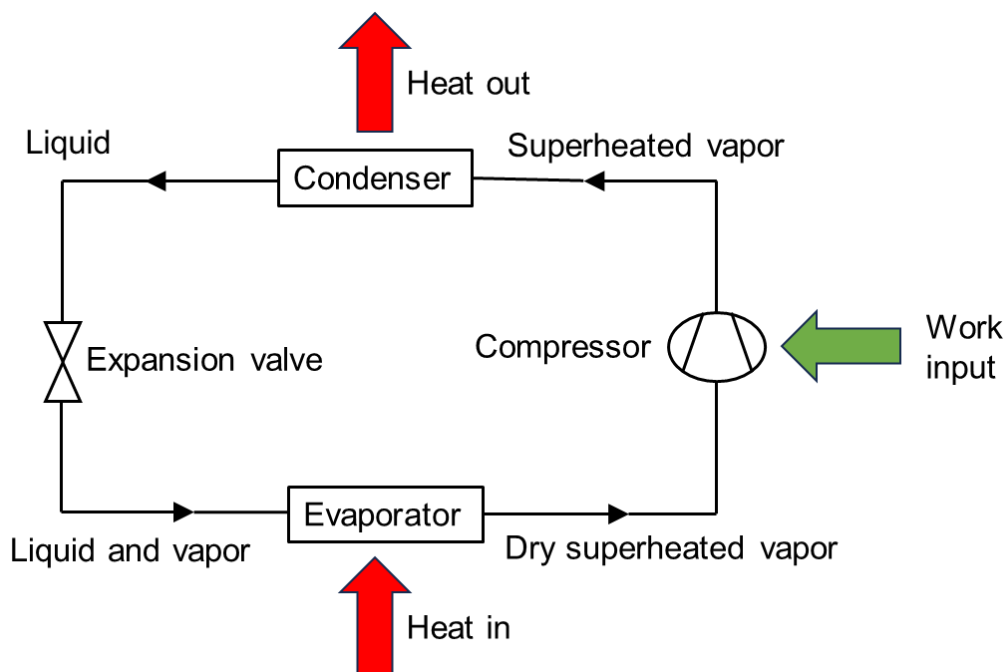 Heat out
Liquid
Superheated vapor
Condenser
Work
input
Compressor
Expansion valve
Evaporator
Liquid and vapor
Dry superheated vapor
Heat in